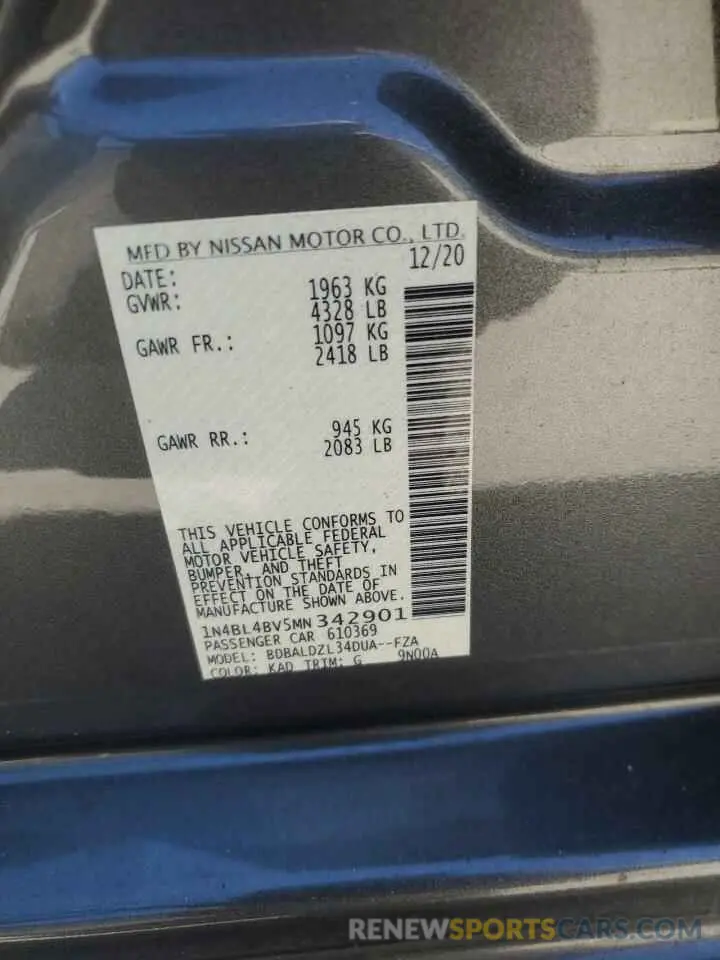 MFD BY NISSAN MOTOR CO., LTD.
DATE: 12/20
GVWR: 1963 KG
4328 LB
GAWR FR.: 1097 KG
2418 LB
GAWR RR.: 945 KG
2083 LB
THIS VEHICLE CONFORMS TO
ALL APPLICABLE FEDERAL
MOTOR VEHICLE SAFETY,
BUMPER, AND THEFT
PREVENTION STANDARDS IN
EFFECT ON THE DATE OF
MANUFACTURE SHOWN ABOVE.
1N4BL4BV5MN342901
PASSENGER CAR 610369
MODEL: BDBALDZL34DUA--FZA
COLOR: KAD TRIM: G 9N00A
RENEWSPORTSCARS.COM